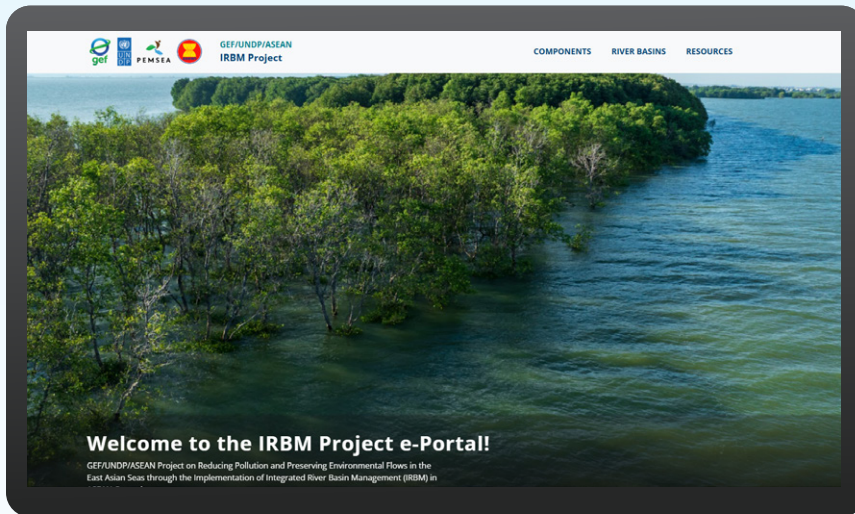 gef
UN
DP
PEMSEA
GEF/UNDP/ASEAN
IRBM Project
COMPONENTS RIVER BASINS RESOURCES
Welcome to the IRBM Project e-Portal!
GEF/UNDP/ASEAN Project on Reducing Pollution and Preserving Environmental Flows in the
East Asian Seas through the Implementation of Integrated River Basin Management (IRBM) in